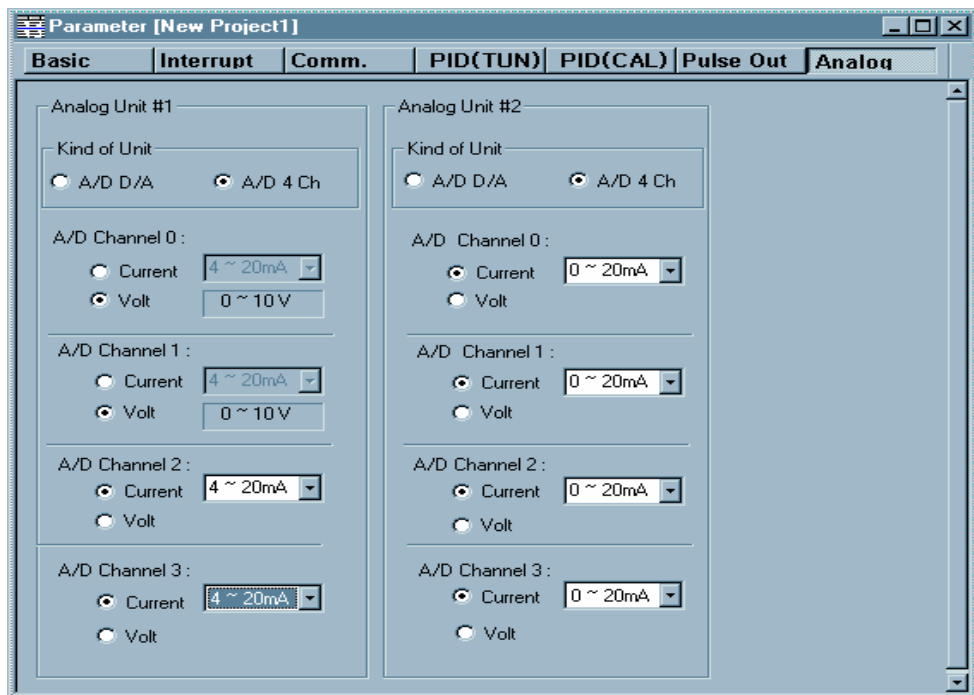 Parameter [New Project1]
Basic Interrupt Comm. PID(TUN) PID(CAL) Pulse Out Analog
Analog Unit #1
Kind of Unit
A/D D/A A/D 4 Ch
A/D Channel 0 :
Current 4 ~ 20mA
Volt 0 ~ 10 V
A/D Channel 1 :
Current 4 ~ 20mA
Volt 0 ~ 10 V
A/D Channel 2 :
Current 4 ~ 20mA
Volt
A/D Channel 3 :
Current 4 ~ 20mA
Volt
Analog Unit #2
Kind of Unit
A/D D/A A/D 4 Ch
A/D Channel 0 :
Current 0 ~ 20mA
Volt
A/D Channel 1 :
Current 0 ~ 20mA
Volt
A/D Channel 2 :
Current 0 ~ 20mA
Volt
A/D Channel 3 :
Current 0 ~ 20mA
Volt